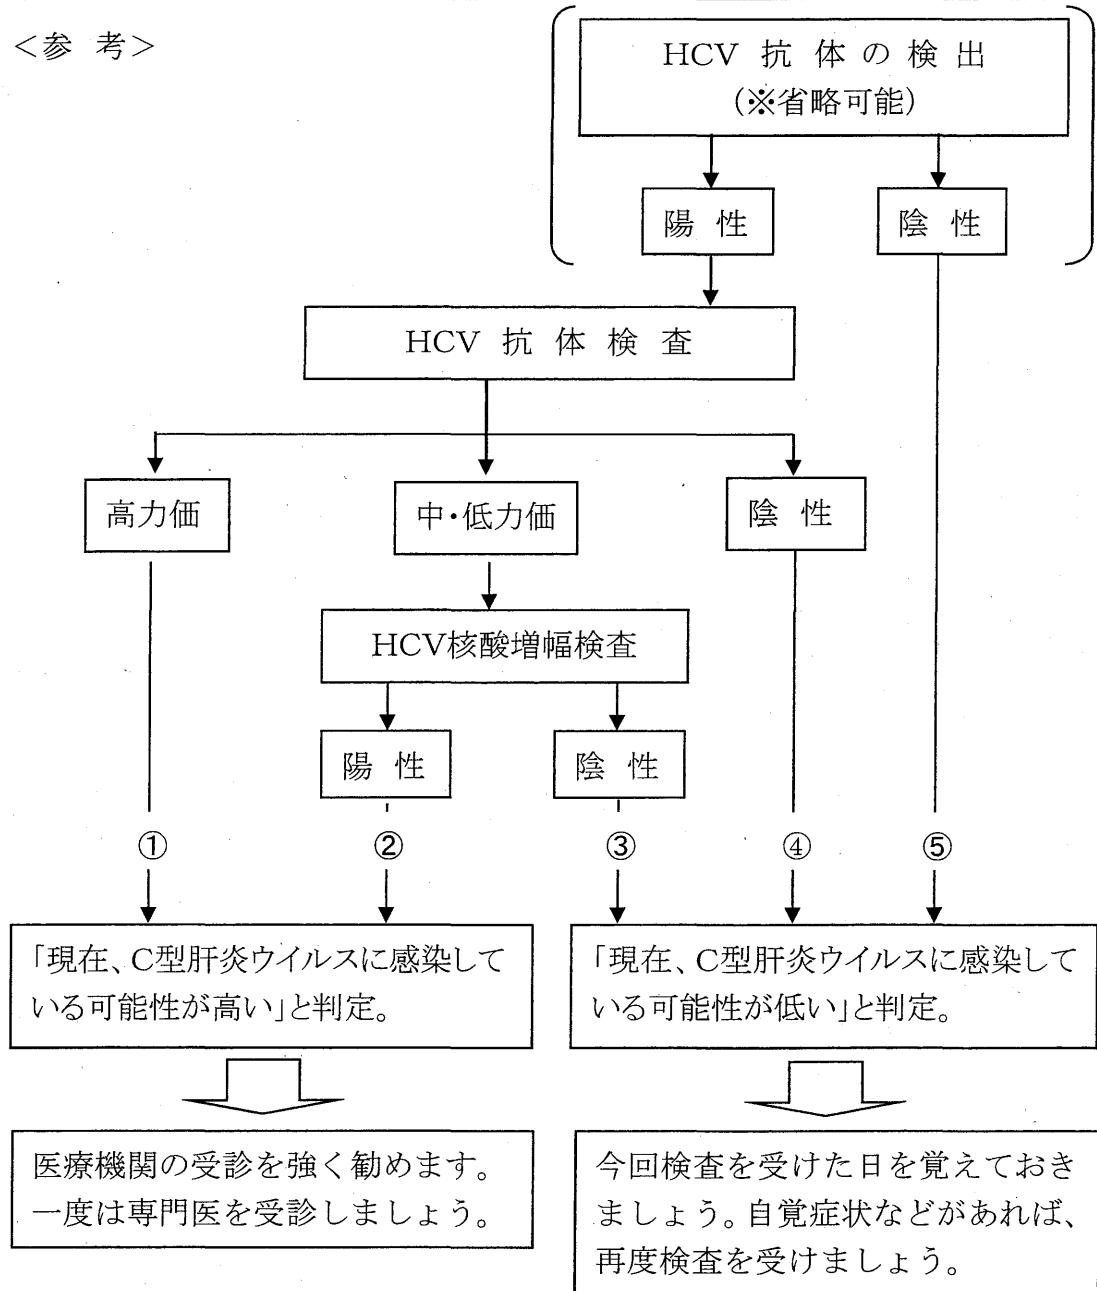 ＜参 考＞
HCV 抗 体 の 検 出
（※省略可能）
陽 性
陰 性
HCV 抗 体 検 査
高力価
中・低力価
陰 性
HCV核酸増幅検査
陽 性
陰 性
①
②
③
④
⑤
「現在、C型肝炎ウイルスに感染して
いる可能性が高い」と判定。
「現在、C型肝炎ウイルスに感染して
いる可能性が低い」と判定。
医療機関の受診を強く勧めます。
一度は専門医を受診しましょう。
今回検査を受けた日を覚えておき
ましょう。自覚症状などがあれば、
再度検査を受けましょう。